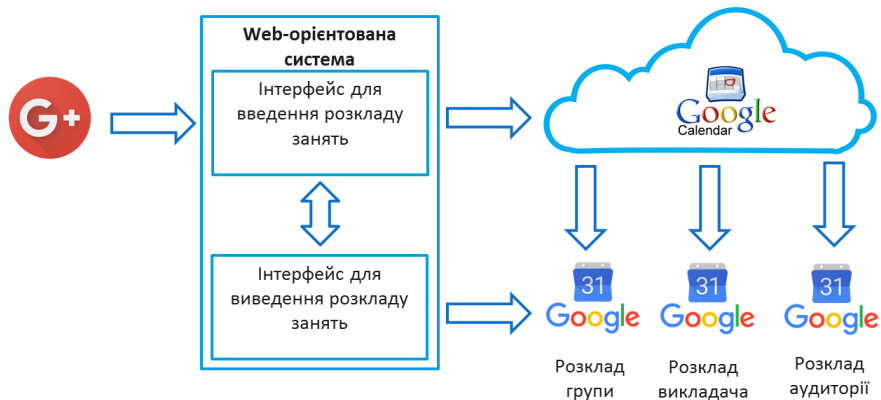 Web-орієнтована
система
Інтерфейс для
введення розкладу
занять
G+
Google
Calendar
Інтерфейс для
виведення розкладу
занять
31
Google
31
Google
31
Google
Розклад
групи
Розклад
викладача
Розклад
аудиторії